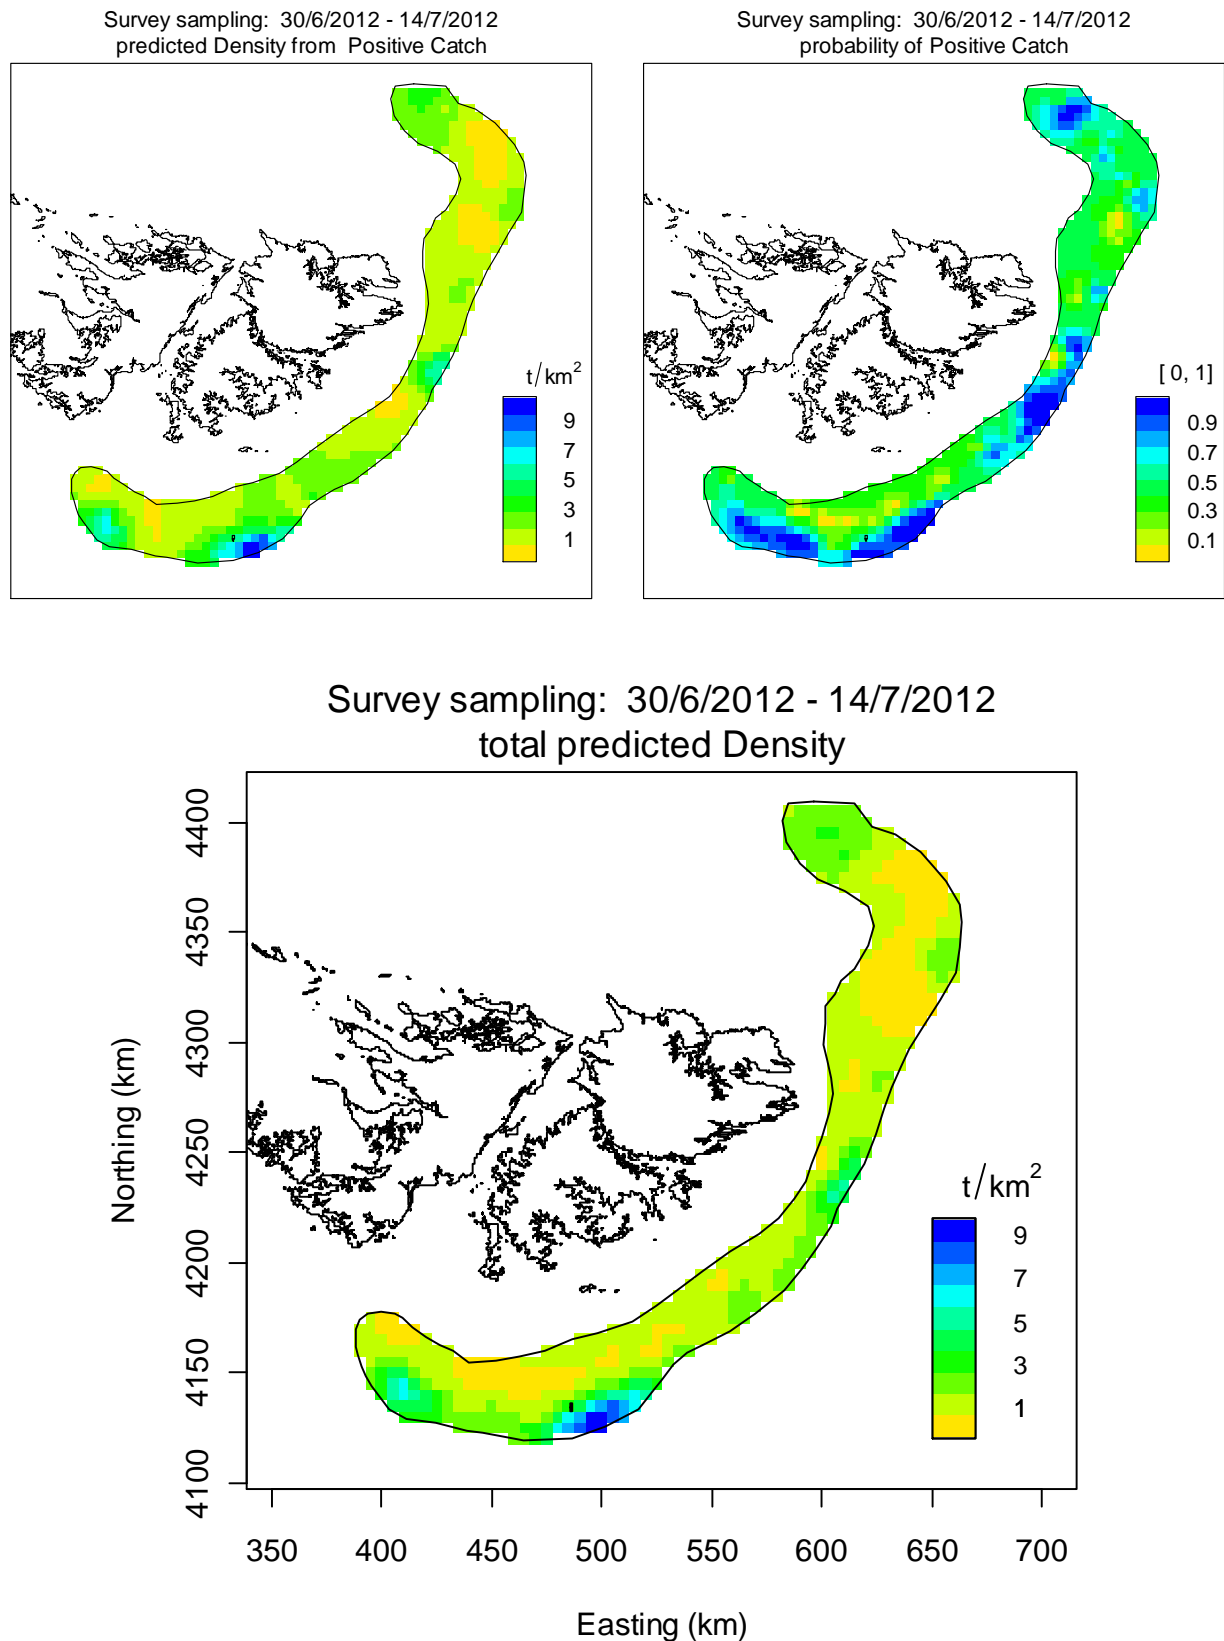 Survey sampling: 30/6/2012 - 14/7/2012
predicted Density from Positive Catch
t/km2
9
7
5
3
1
Survey sampling: 30/6/2012 - 14/7/2012
probability of Positive Catch
[ 0, 1]
0.9
0.7
0.5
0.3
0.1
Survey sampling: 30/6/2012 - 14/7/2012
total predicted Density
Northing (km)
4400
4350
4300
4250
4200
4150
4100
t/km2
9
7
5
3
1
350 400 450 500 550 600 650 700
Easting (km)